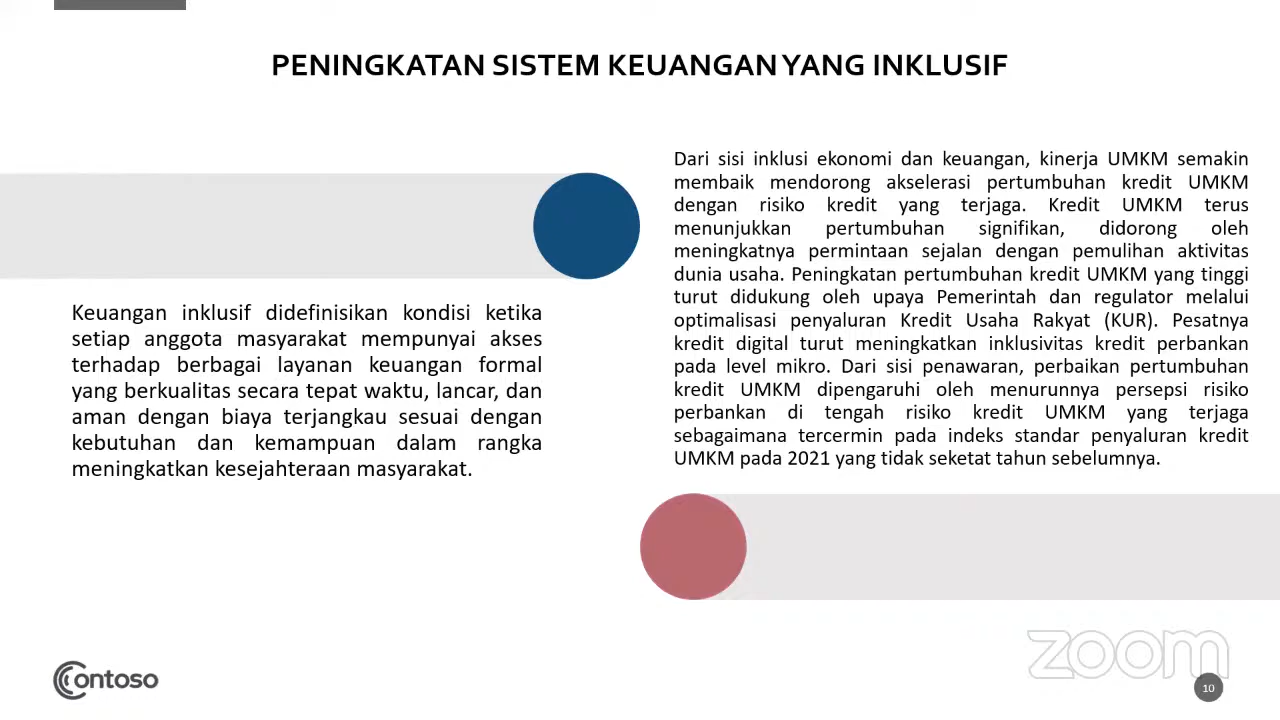 PENINGKATAN SISTEM KEUANGAN YANG INKLUSIF
Keuangan inklusif didefinisikan kondisi ketika
setiap anggota masyarakat mempunyai akses
terhadap berbagai layanan keuangan formal
yang berkualitas secara tepat waktu, lancar, dan
aman dengan biaya terjangkau sesuai dengan
kebutuhan dan kemampuan dalam rangka
meningkatkan kesejahteraan masyarakat.
Dari sisi inklusi ekonomi dan keuangan, kinerja UMKM semakin
membaik mendorong akselerasi pertumbuhan kredit UMKM
dengan risiko kredit yang terjaga. Kredit UMKM terus
menunjukkan pertumbuhan signifikan, didorong oleh
meningkatnya permintaan sejalan dengan pemulihan aktivitas
dunia usaha. Peningkatan pertumbuhan kredit UMKM yang tinggi
turut didukung oleh upaya Pemerintah dan regulator melalui
optimalisasi penyaluran Kredit Usaha Rakyat (KUR). Pesatnya
kredit digital turut meningkatkan inklusivitas kredit perbankan
pada level mikro. Dari sisi penawaran, perbaikan pertumbuhan
kredit UMKM dipengaruhi oleh menurunnya persepsi risiko
perbankan di tengah risiko kredit UMKM yang terjaga
sebagaimana tercermin pada indeks standar penyaluran kredit
UMKM pada 2021 yang tidak seketat tahun sebelumnya.
zoom
Contoso
10